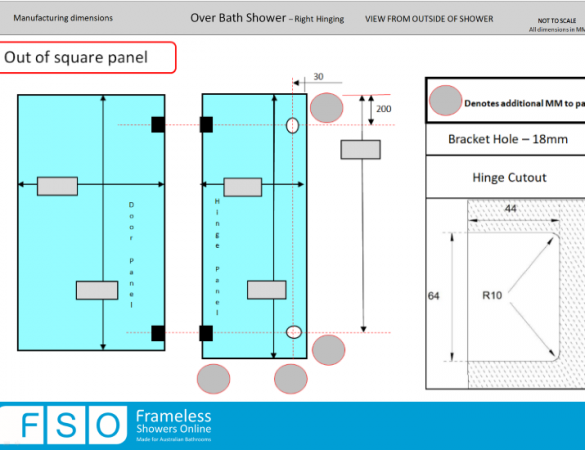 Manufacturing dimensions
Over Bath Shower – Right Hinging
VIEW FROM OUTSIDE OF SHOWER
NOT TO SCALE
All dimensions in MM
Out of square panel
30
200
Door Panel
Hinge Panel
Denotes additional MM to pa
Bracket Hole – 18mm
Hinge Cutout
44
64
R10
FSO
Frameless
Showers Online
Made for Australian Bathrooms